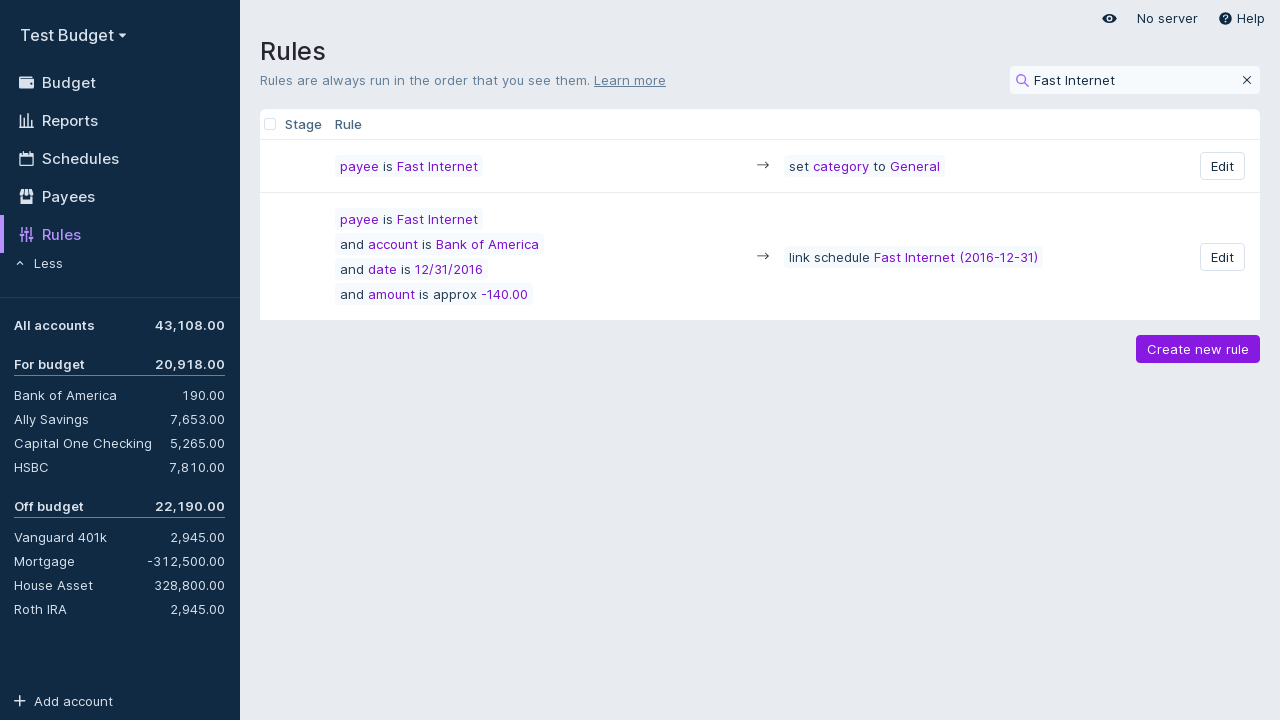 Test Budget
Budget
Reports
Schedules
Payees
Rules
Less
All accounts 43,108.00
For budget 20,918.00
Bank of America 190.00
Ally Savings 7,653.00
Capital One Checking 5,265.00
HSBC 7,810.00
Off budget 22,190.00
Vanguard 401k 2,945.00
Mortgage -312,500.00
House Asset 328,800.00
Roth IRA 2,945.00
Add account
No server Help
Rules
Rules are always run in the order that you see them. Learn more
Fast Internet
Stage Rule
payee is Fast Internet → set category to General Edit
payee is Fast Internet
and account is Bank of America
and date is 12/31/2016
and amount is approx -140.00
→ link schedule Fast Internet (2016-12-31) Edit
Create new rule